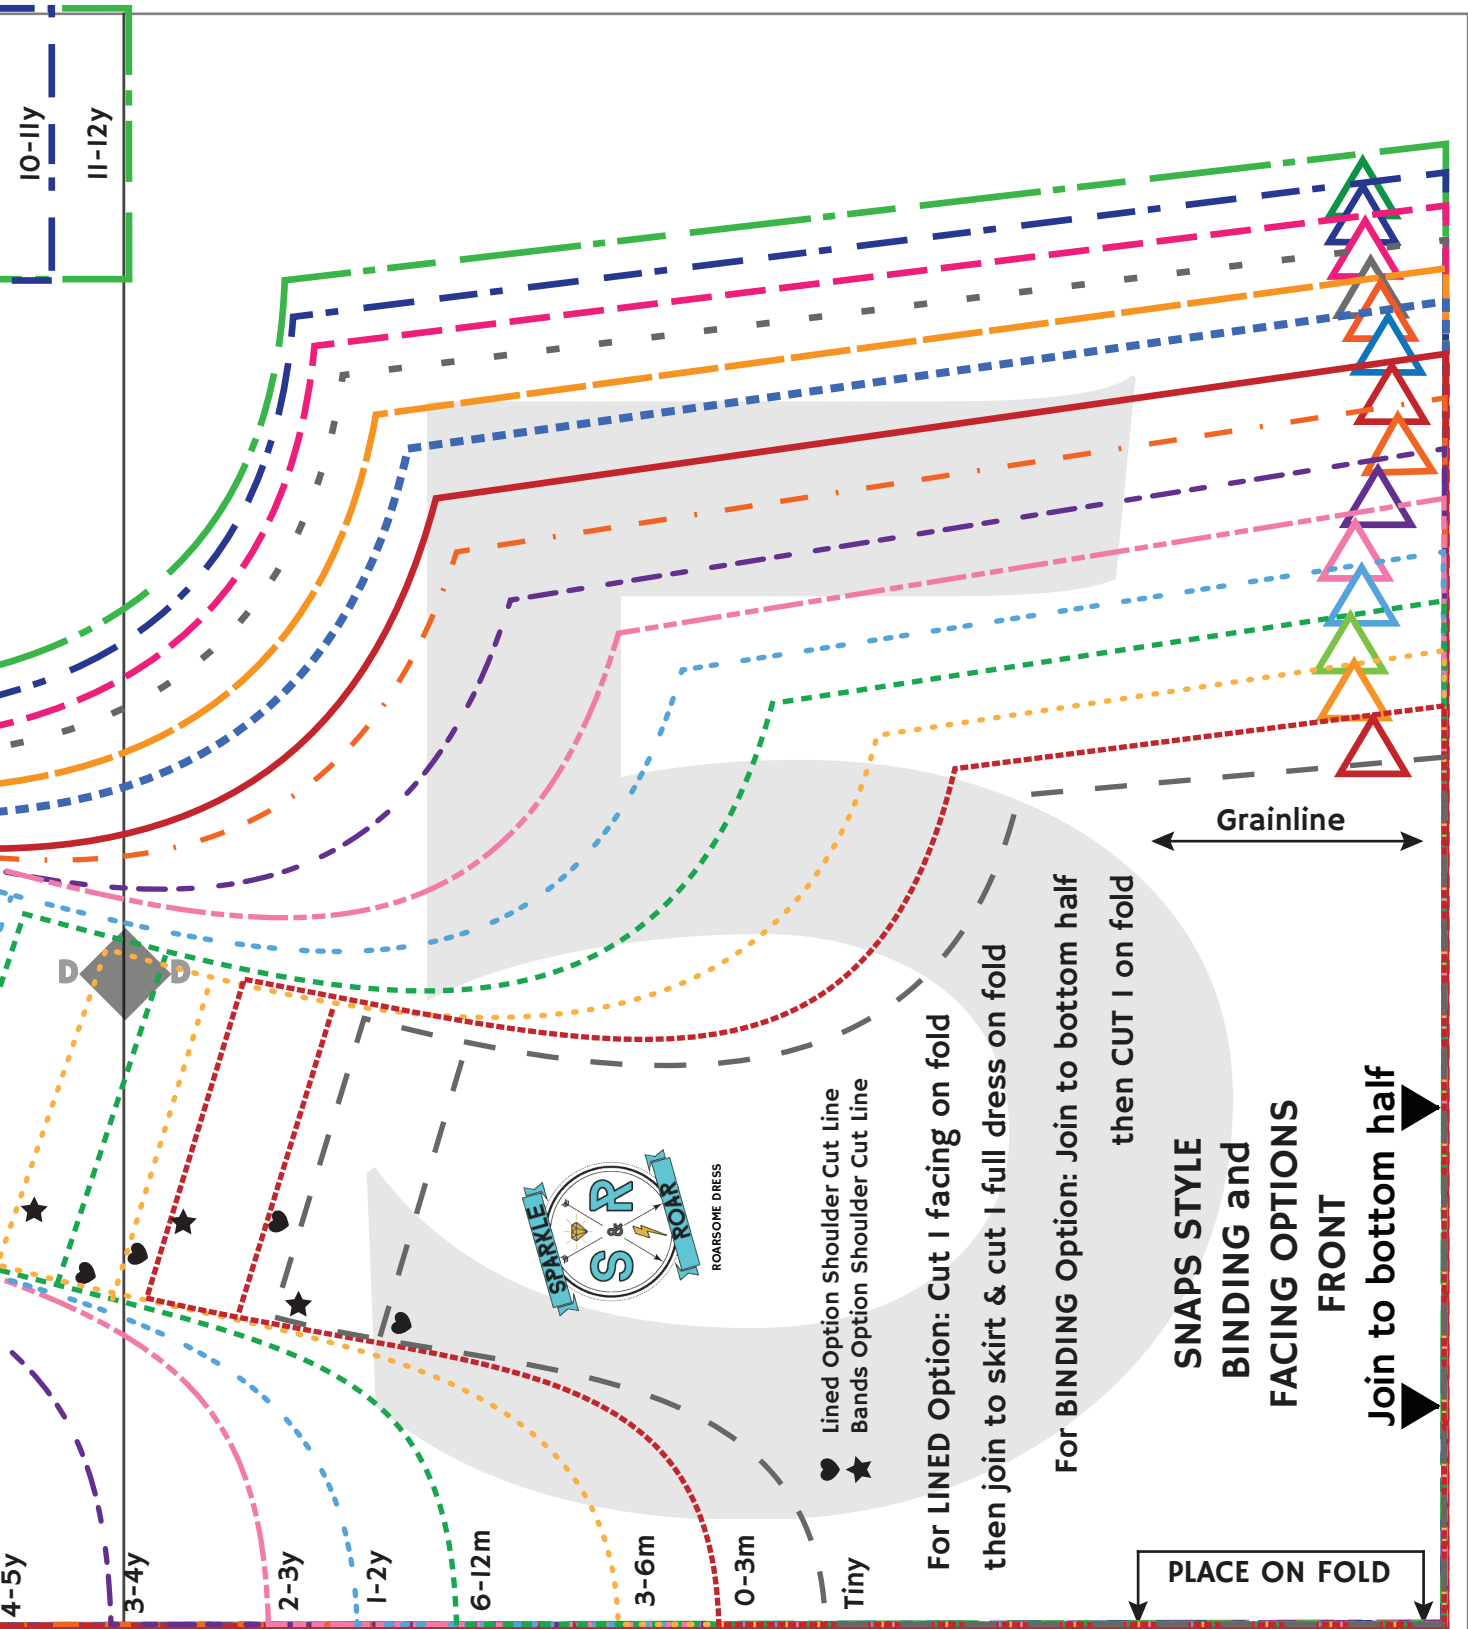 10-11y
11-12y
Grainline
D
D
For LINED Option: Cut 1 facing on fold
then join to skirt & cut 1 full dress on fold
For BINDING Option: Join to bottom half
then CUT 1 on fold
Lined Option Shoulder Cut Line
Bands Option Shoulder Cut Line
SPARKLE
S & R
ROAR
ROARSOME DRESS
SNAPS STYLE
BINDING and
FACING OPTIONS
FRONT
Join to bottom half
4-5y
3-4y
2-3y
1-2y
6-12m
3-6m
0-3m
Tiny
PLACE ON FOLD
5